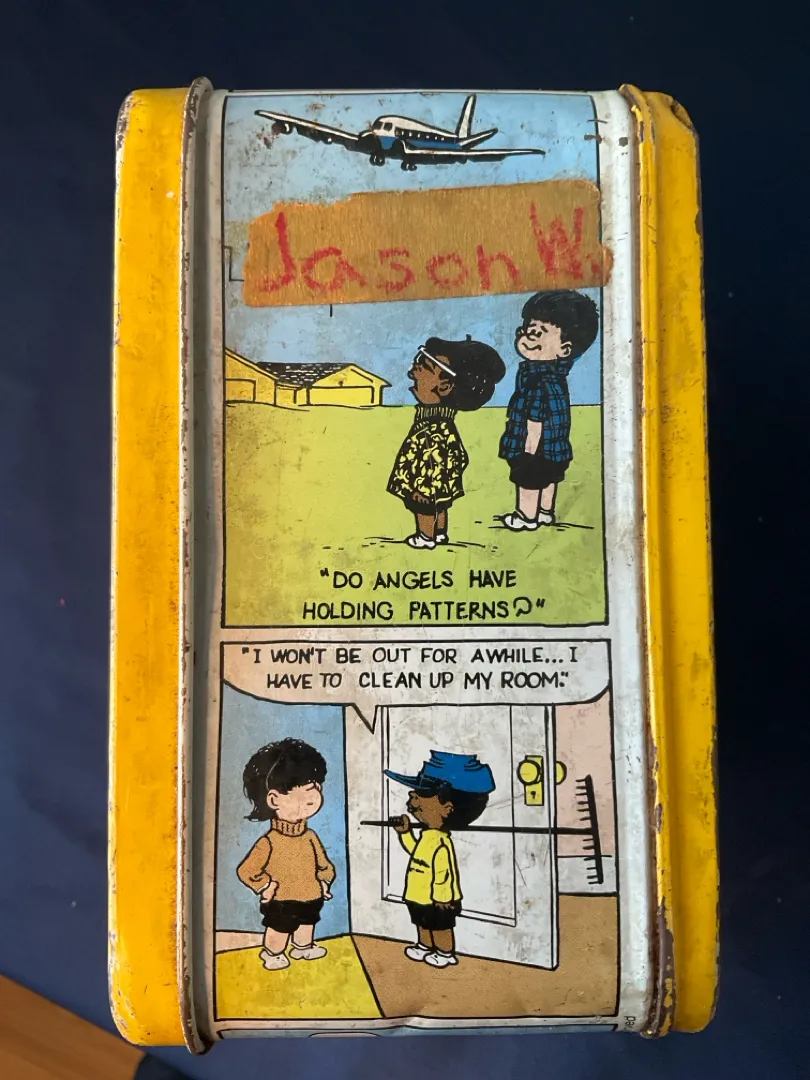 Jason W.
"DO ANGELS HAVE
HOLDING PATTERNS?"
"I WON'T BE OUT FOR AWHILE... I
HAVE TO CLEAN UP MY ROOM."